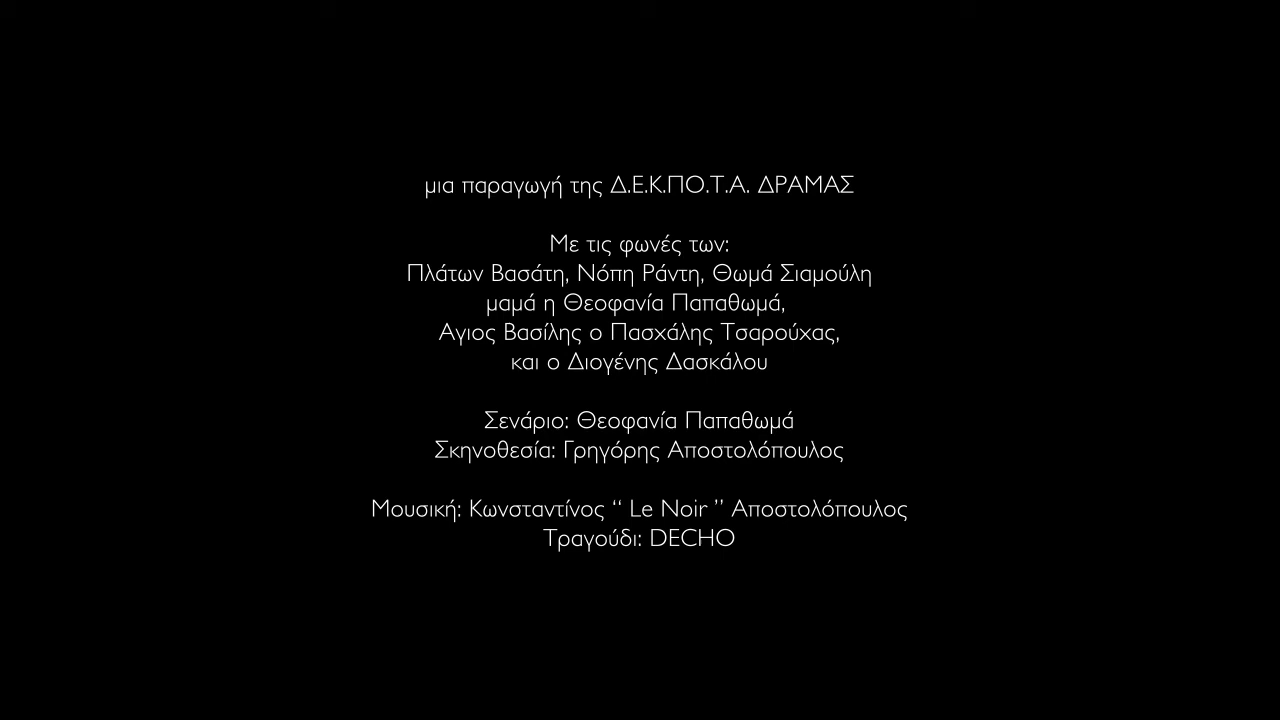 μια παραγωγή της Δ.Ε.Κ.ΠΟ.Τ.Α. ΔΡΑΜΑΣ
Με τις φωνές των:
Πλάτων Βασάτη, Νόπη Ράντη, Θωμά Σιαμούλη
μαμά η Θεοφανία Παπαθωμά,
Αγιος Βασίλης ο Πασχάλης Τσαρούχας,
και ο Διογένης Δασκάλου
Σενάριο: Θεοφανία Παπαθωμά
Σκηνοθεσία: Γρηγόρης Αποστολόπουλος
Μουσική: Κωνσταντίνος “ Le Noir ” Αποστολόπουλος
Τραγούδι: DECHO